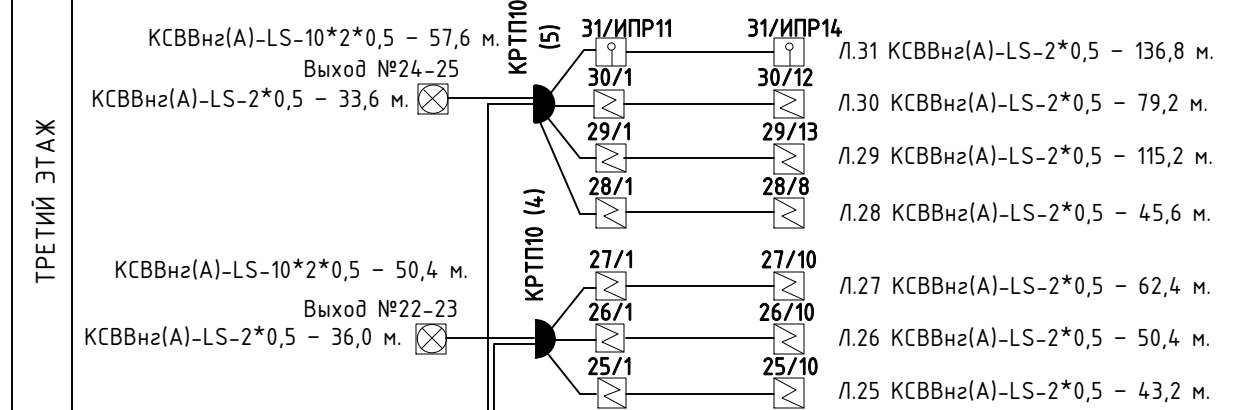 ТРЕТИЙ ЭТАЖ
КСВВнг(А)-LS-10*2*0,5 - 57,6 м.
Выход №24-25
КСВВнг(А)-LS-2*0,5 - 33,6 м.
КРТП10
(5)
31/ИПР11
31/ИПР14
Л.31 КСВВнг(А)-LS-2*0,5 - 136,8 м.
30/1
30/12
Л.30 КСВВнг(А)-LS-2*0,5 - 79,2 м.
29/1
29/13
Л.29 КСВВнг(А)-LS-2*0,5 - 115,2 м.
28/1
28/8
Л.28 КСВВнг(А)-LS-2*0,5 - 45,6 м.
КСВВнг(А)-LS-10*2*0,5 - 50,4 м.
Выход №22-23
КСВВнг(А)-LS-2*0,5 - 36,0 м.
КРТП10 (4)
27/1
27/10
Л.27 КСВВнг(А)-LS-2*0,5 - 62,4 м.
26/1
26/10
Л.26 КСВВнг(А)-LS-2*0,5 - 50,4 м.
25/1
25/10
Л.25 КСВВнг(А)-LS-2*0,5 - 43,2 м.